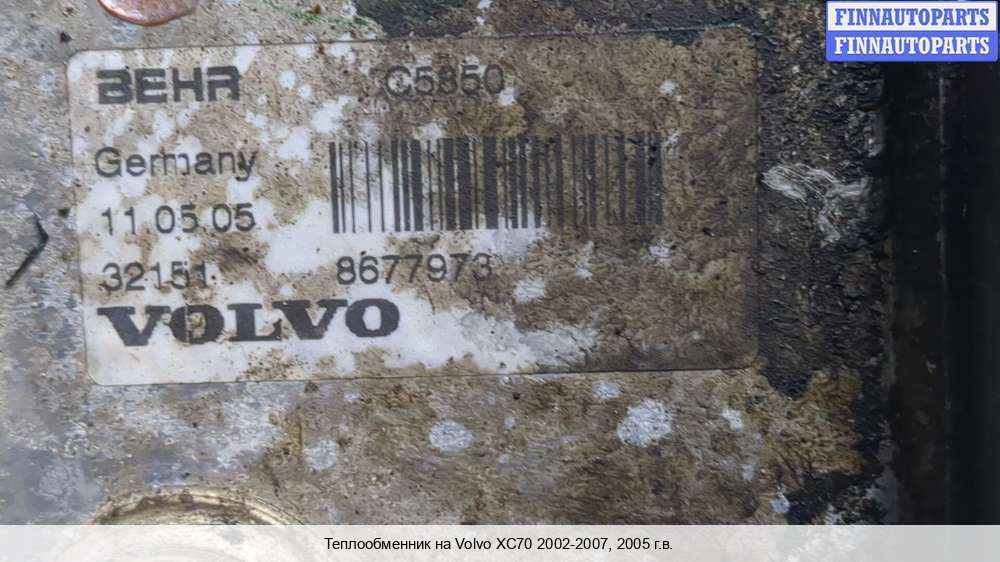 FINNAUTOPARTS
FINNAUTOPARTS
BEHR C5850
Germany
11.05.05
32151 8677973
VOLVO
Теплообменник на Volvo XC70 2002-2007, 2005 г.в.